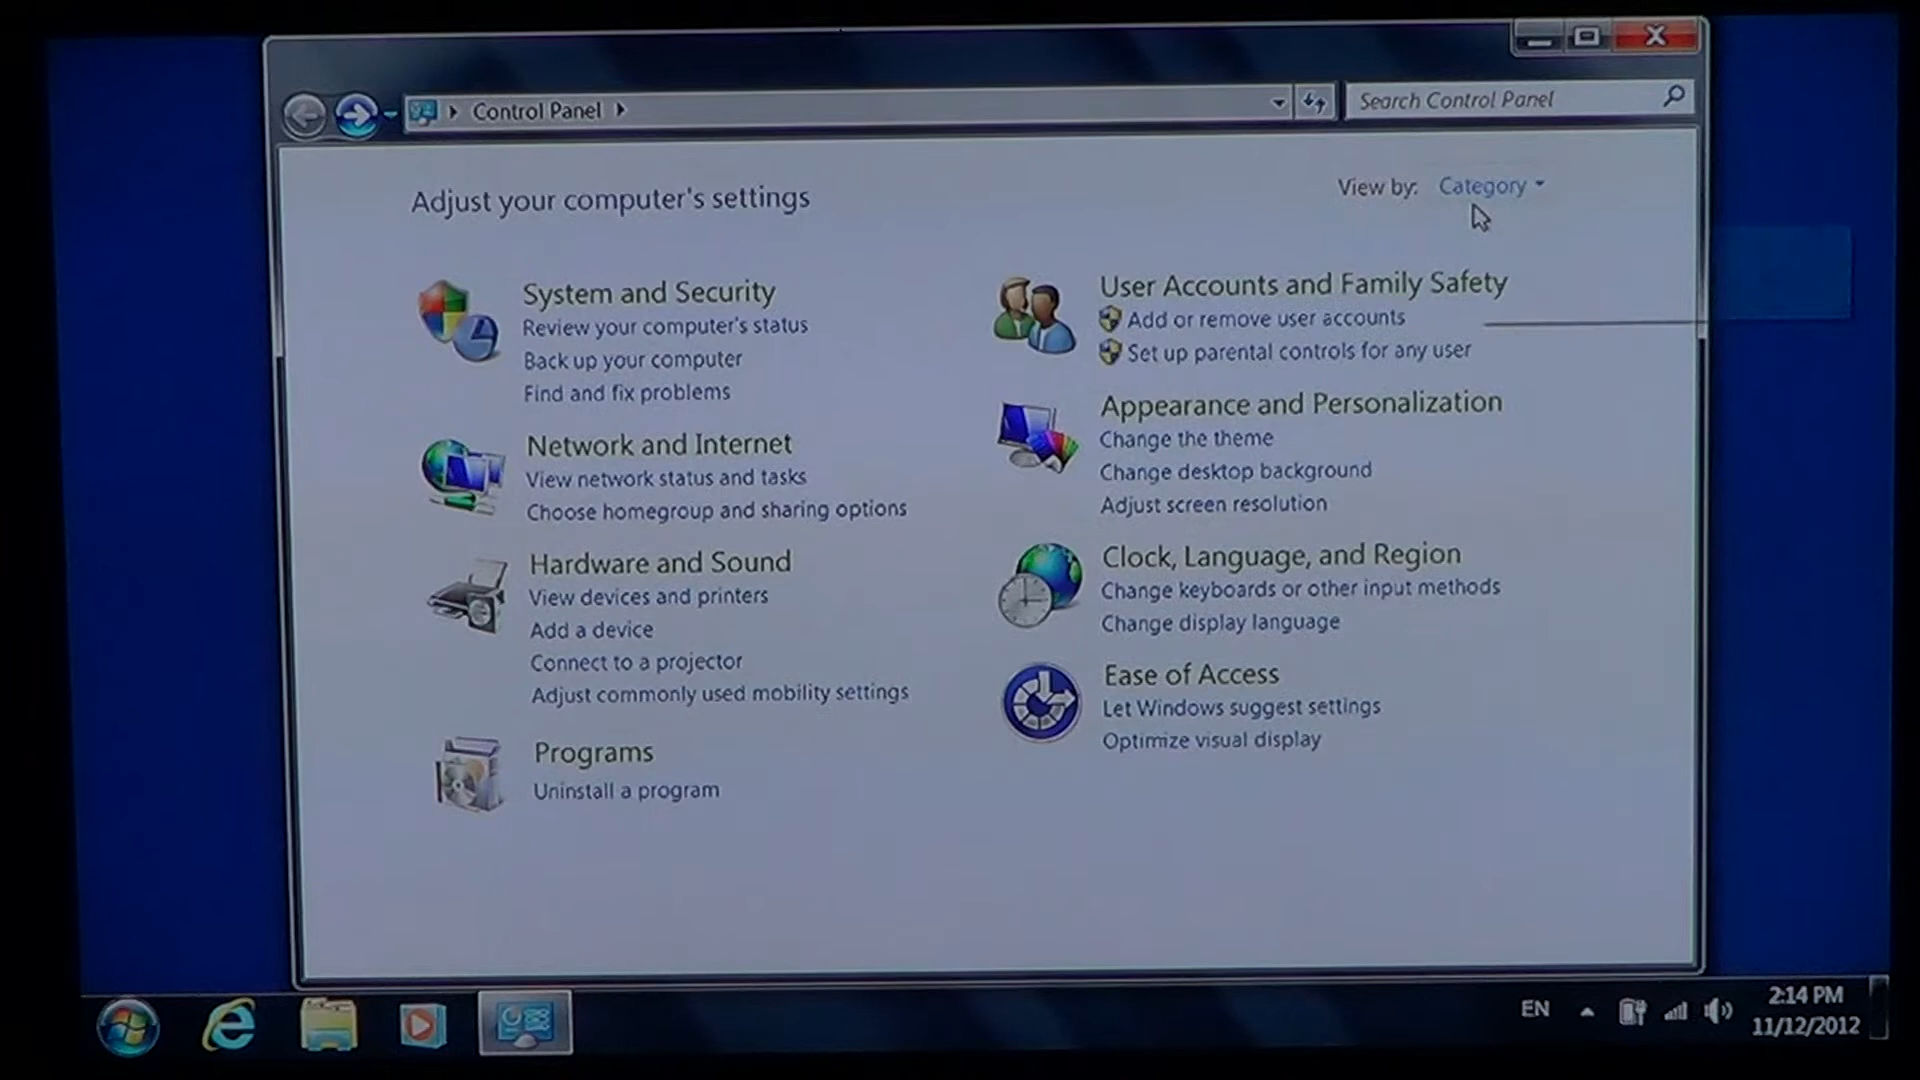 Control Panel
Search Control Panel
Adjust your computer's settings
View by: Category
System and Security
Review your computer's status
Back up your computer
Find and fix problems
Network and Internet
View network status and tasks
Choose homegroup and sharing options
Hardware and Sound
View devices and printers
Add a device
Connect to a projector
Adjust commonly used mobility settings
Programs
Uninstall a program
User Accounts and Family Safety
Add or remove user accounts
Set up parental controls for any user
Appearance and Personalization
Change the theme
Change desktop background
Adjust screen resolution
Clock, Language, and Region
Change keyboards or other input methods
Change display language
Ease of Access
Let Windows suggest settings
Optimize visual display
EN
2:14 PM
11/12/2012